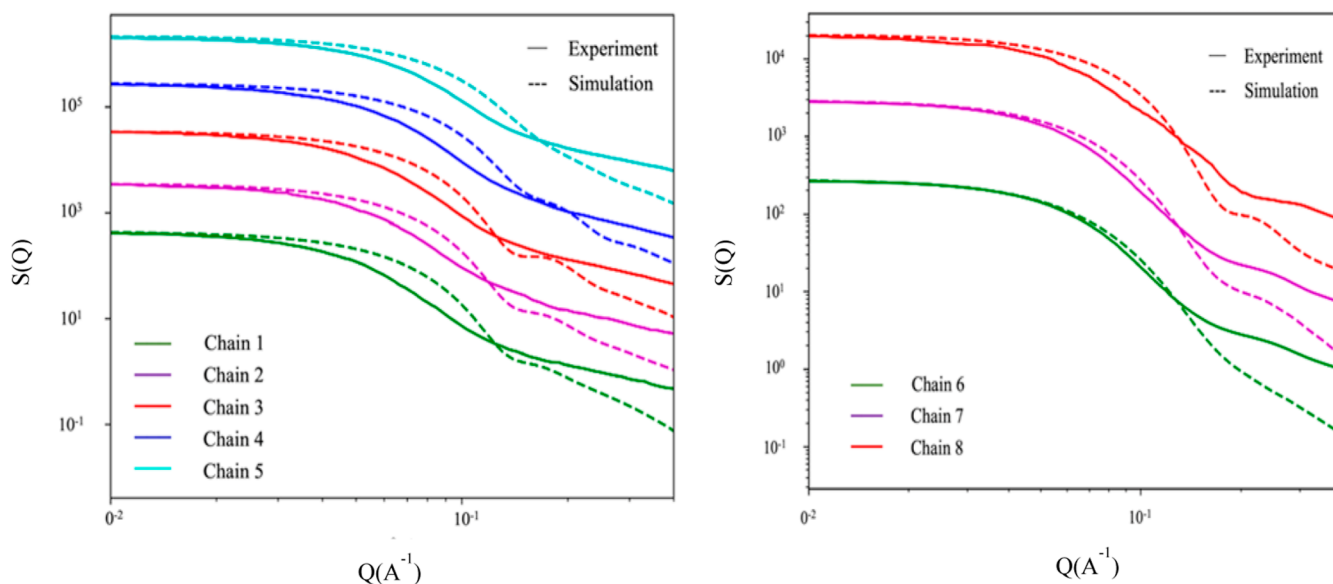 Experiment
Simulation
10^5
10^3
10^1
10^-1
S(Q)
Chain 1
Chain 2
Chain 3
Chain 4
Chain 5
0^-2
10^-1
Q(A^-1)
Experiment
Simulation
10^4
10^3
10^2
10^1
10^0
10^-1
S(Q)
Chain 6
Chain 7
Chain 8
0^-2
10^-1
Q(A^-1)